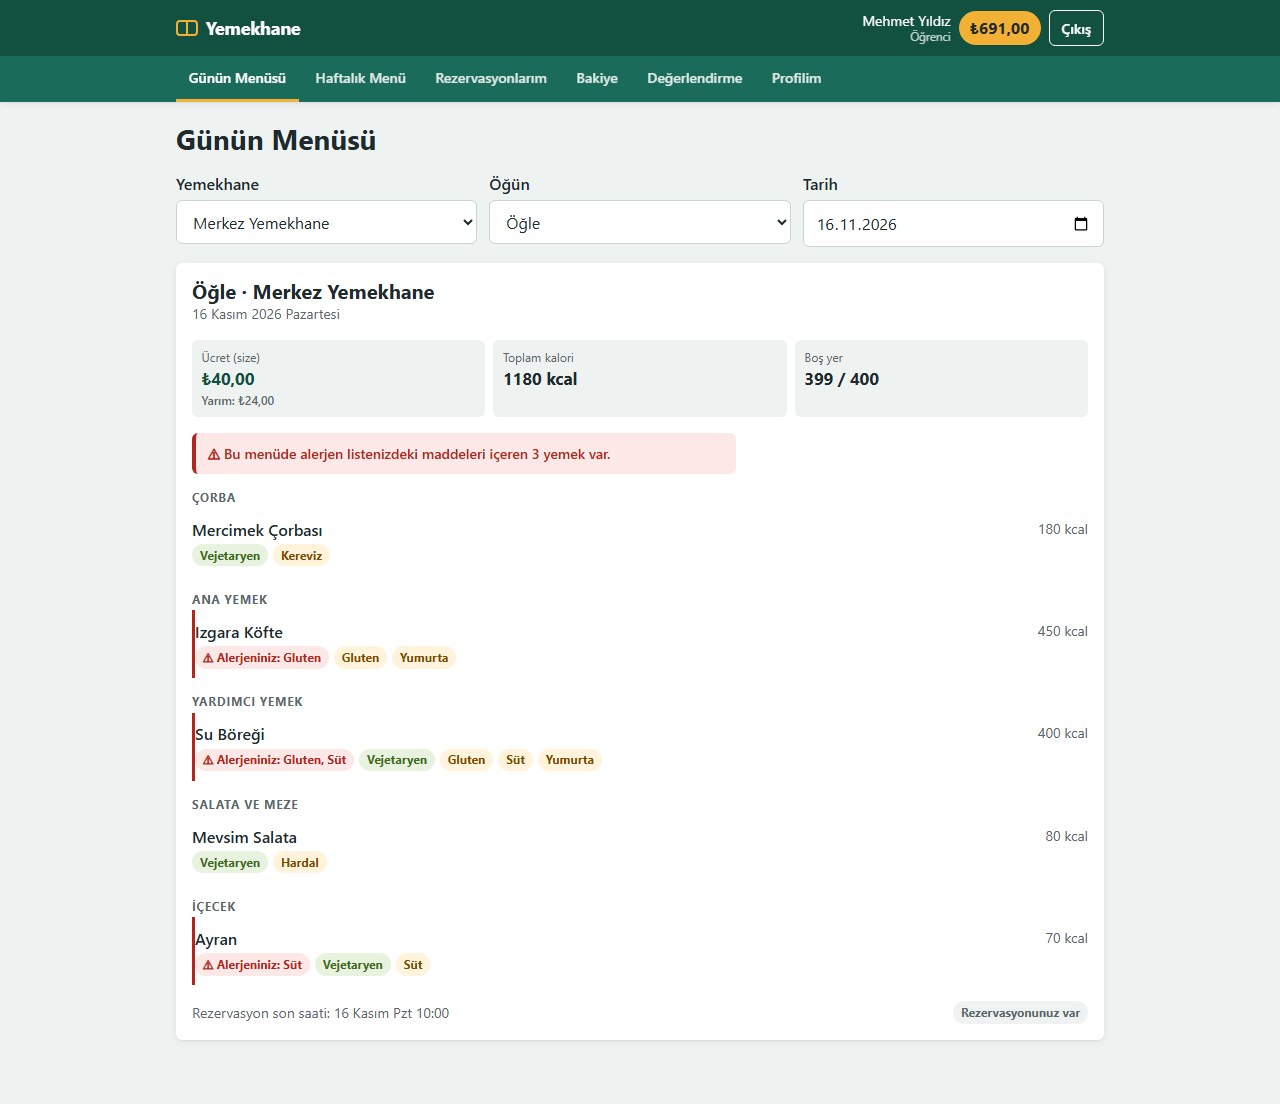 Yemekhane
Mehmet Yıldız
Öğrenci
₺691,00
Çıkış
Günün Menüsü
Haftalık Menü
Rezervasyonlarım
Bakiye
Değerlendirme
Profilim
Günün Menüsü
Yemekhane
Merkez Yemekhane
Öğün
Öğle
Tarih
16.11.2026
Öğle · Merkez Yemekhane
16 Kasım 2026 Pazartesi
Ücret (size)
₺40,00
Yarım: ₺24,00
Toplam kalori
1180 kcal
Boş yer
399 / 400
⚠ Bu menüde alerjen listenizdeki maddeleri içeren 3 yemek var.
ÇORBA
Mercimek Çorbası
180 kcal
Vejetaryen
Kereviz
ANA YEMEK
Izgara Köfte
450 kcal
⚠ Alerjeniniz: Gluten
Gluten
Yumurta
YARDIMCI YEMEK
Su Böreği
400 kcal
⚠ Alerjeniniz: Gluten, Süt
Vejetaryen
Gluten
Süt
Yumurta
SALATA VE MEZE
Mevsim Salata
80 kcal
Vejetaryen
Hardal
İÇECEK
Ayran
70 kcal
⚠ Alerjeniniz: Süt
Vejetaryen
Süt
Rezervasyon son saati: 16 Kasım Pzt 10:00
Rezervasyonunuz var